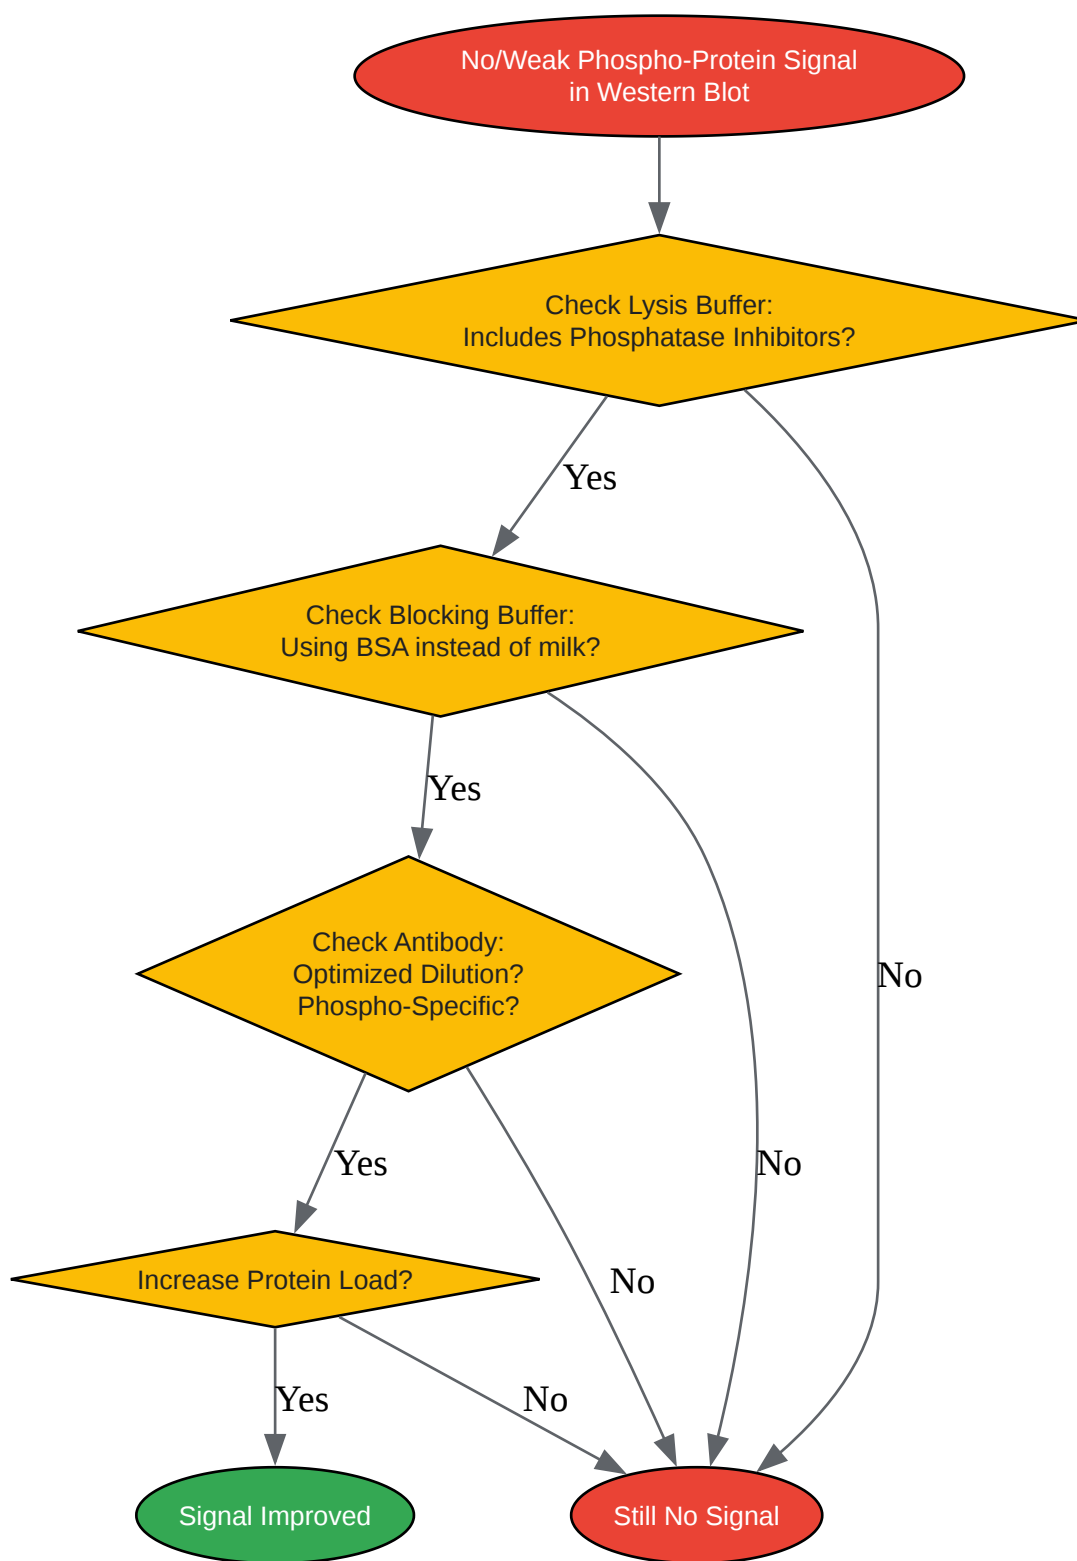 No/Weak Phospho-Protein Signal
in Western Blot
Check Lysis Buffer:
Includes Phosphatase Inhibitors?
Yes
Check Blocking Buffer:
Using BSA instead of milk?
Yes
Check Antibody:
Optimized Dilution?
Phospho-Specific?
No
Yes
No
Increase Protein Load?
No
Yes
No
Signal Improved
Still No Signal